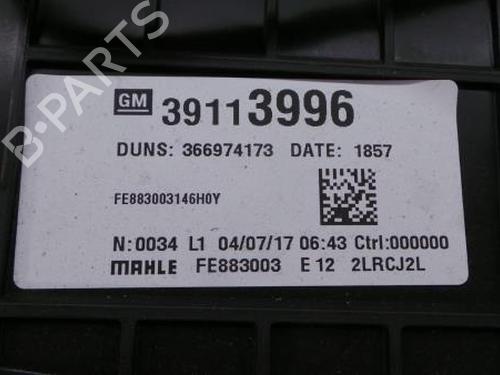 GM 39113996
DUNS: 366974173 DATE: 1857
FE883003146H0Y
N:0034 L1 04/07/17 06:43 Ctrl:000000
MAHLE FE883003 E 12 2LRCJ2L
B-PARTS